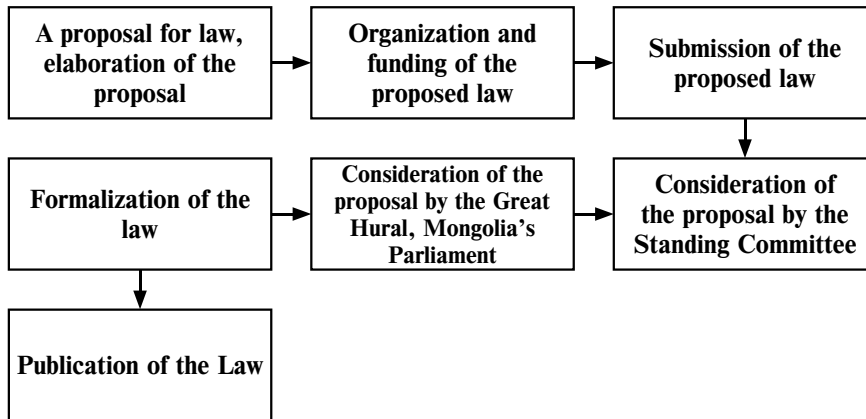 A proposal for law,
elaboration of the
proposal
Organization and
funding of the
proposed law
Submission of the
proposed law
Formalization of the
law
Consideration of the
proposal by the Great
Hural, Mongolia's
Parliament
Consideration of
the proposal by the
Standing Committee
Publication of the Law